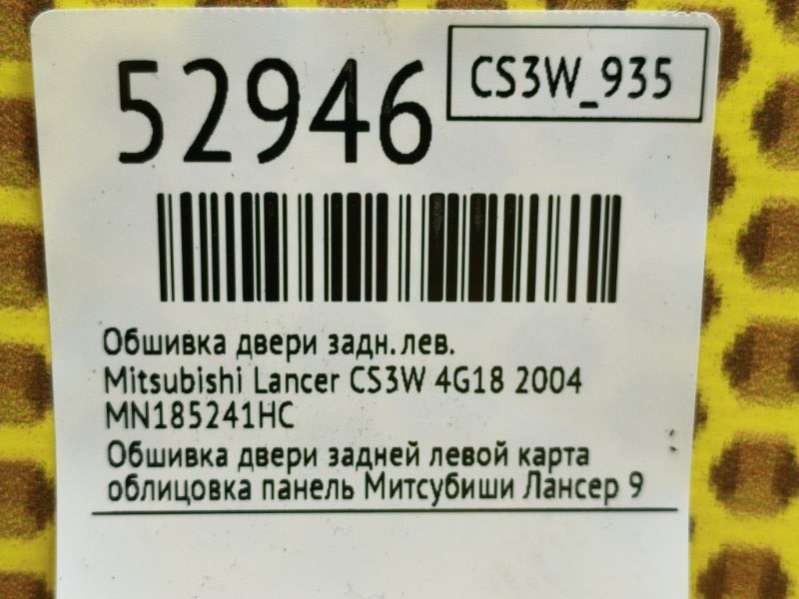 52946
CS3W_935
Обшивка двери задн.лев.
Mitsubishi Lancer CS3W 4G18 2004
MN185241HC
Обшивка двери задней левой карта
облицовка панель Митсубиши Лансер 9